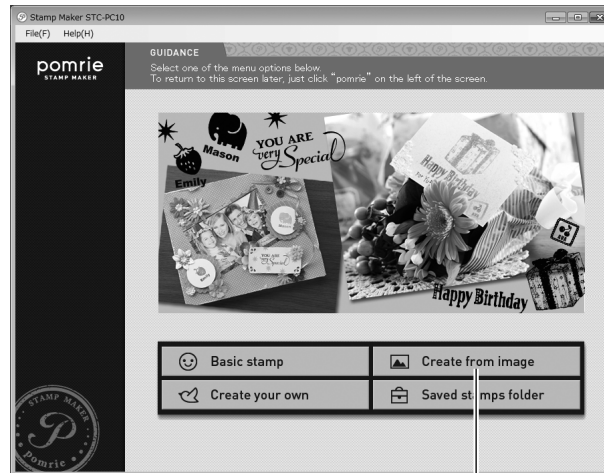 Stamp Maker STC-PC10
File(F) Help(H)
pomrie
STAMP MAKER
GUIDANCE
Select one of the menu options below.
To return to this screen later, just click "pomrie" on the left of the screen.
Mason
Emily
YOU ARE
very Special
YOU ARE
Happy Birthday
Happy Birthday
Basic stamp
Create from image
Create your own
Saved stamps folder
STAMP MAKER
Pomrie